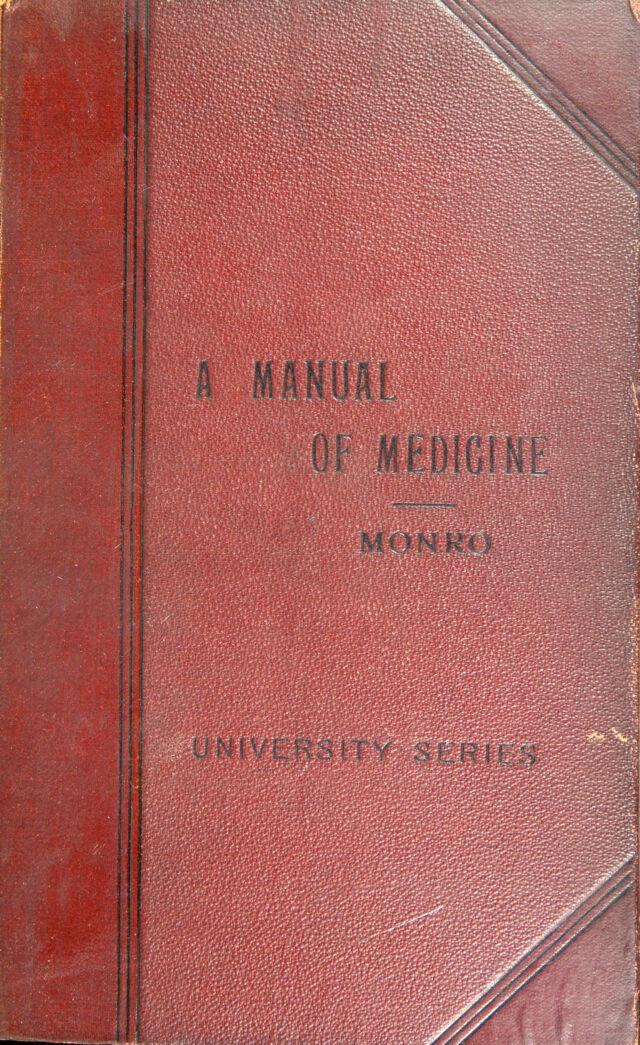 A MANUAL
OF MEDICINE
MONRO
UNIVERSITY SERIES